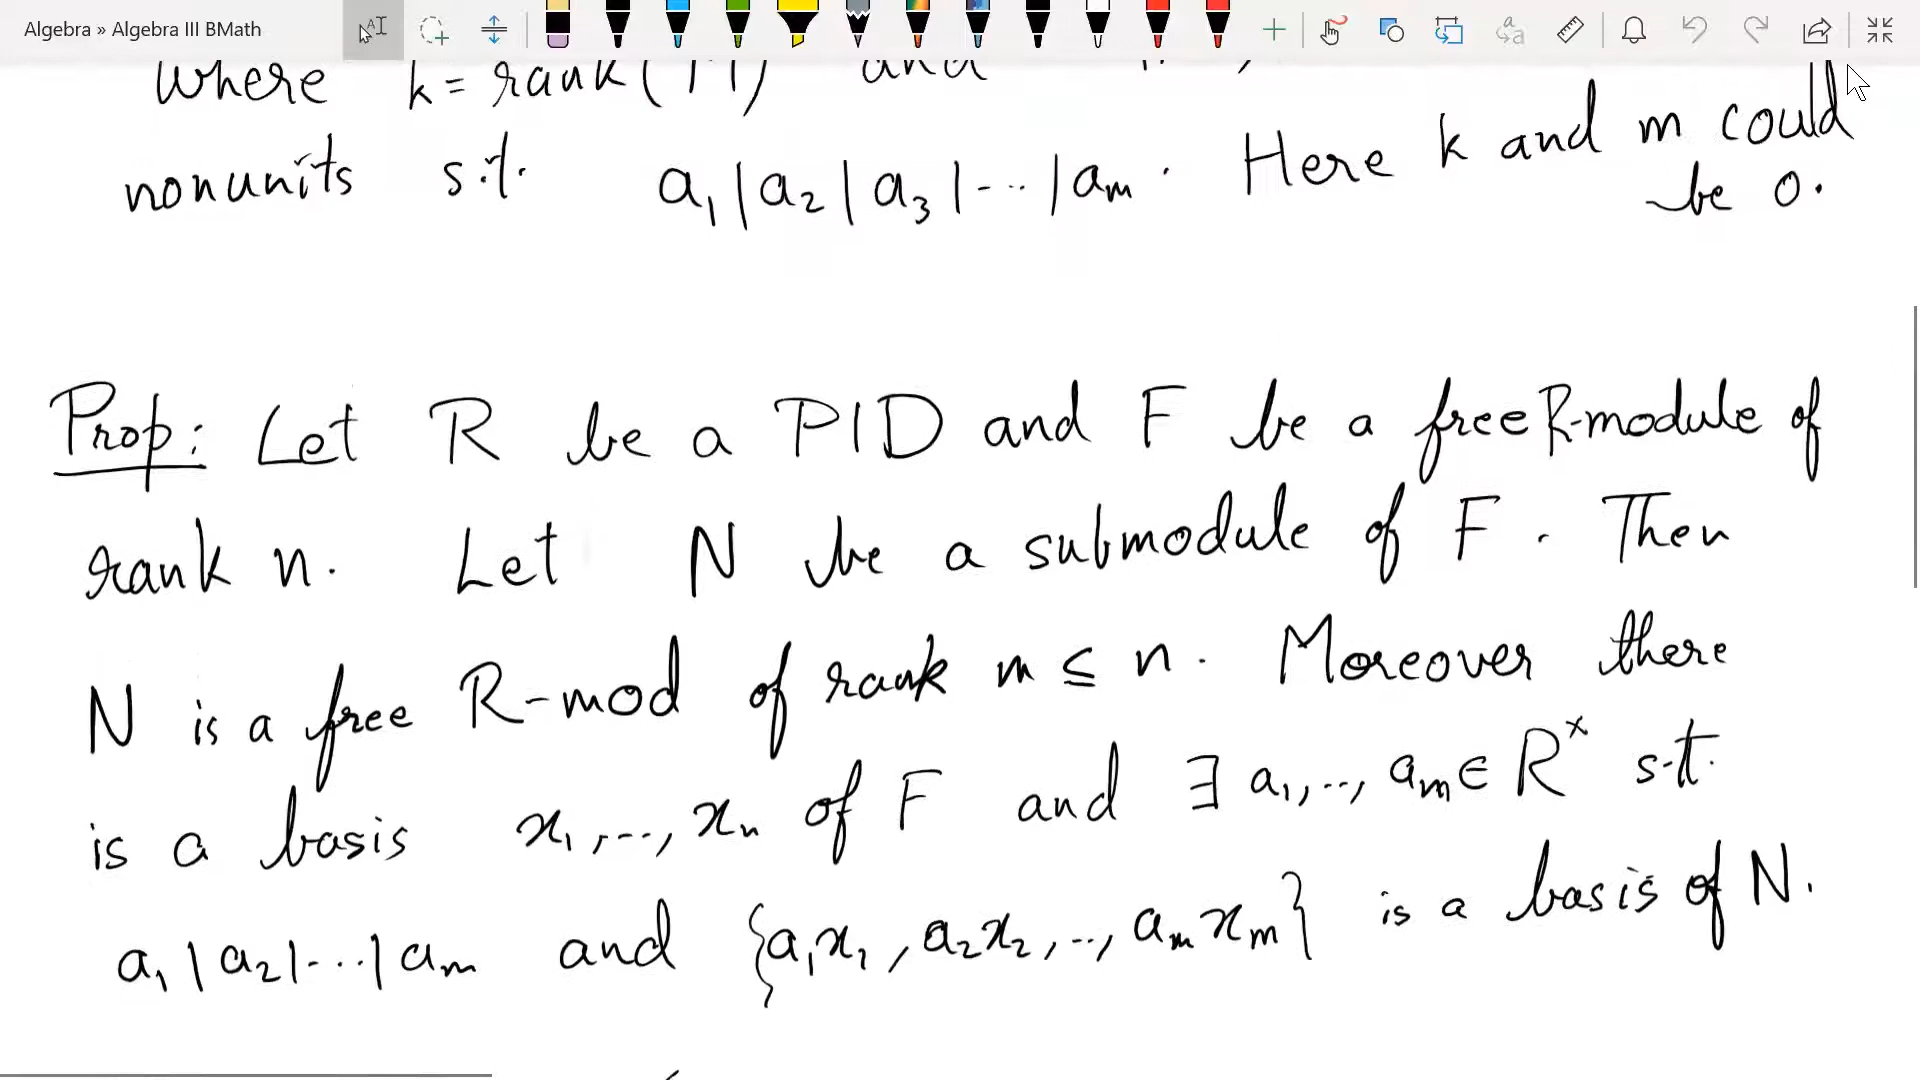 Algebra » Algebra III BMath
where k = rank(M) and
nonunits s.t. a₁ | a₂ | a₃ | --- | aₘ. Here k and m could
be 0.
Prop: Let R be a PID and F be a free R-module of
rank n. Let N be a submodule of F. Then
N is a free R-mod of rank m ≤ n. Moreover there
is a basis x₁, ---, xₙ of F and ∃ a₁, .., aₘ ∈ Rˣ s.t.
a₁ | a₂ | --- | aₘ and {a₁x₁, a₂x₂, .., aₘxₘ} is a basis of N.